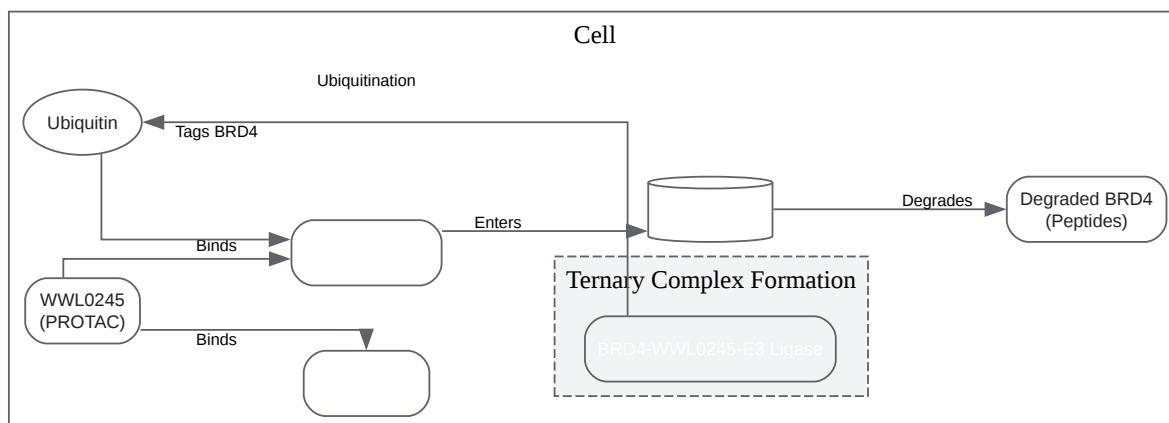 Cell
Ubiquitination
Ubiquitin
Tags BRD4
Degrades
Degraded BRD4
(Peptides)
Enters
Binds
Ternary Complex Formation
WWL0245
(PROTAC)
Binds
BRD4-WWL0245-E3 Ligase